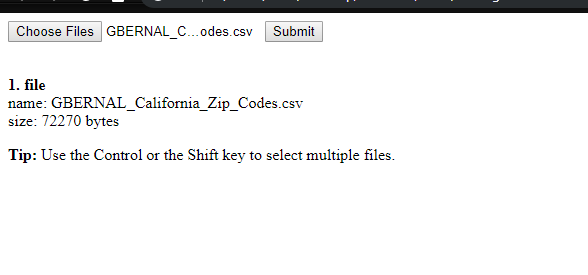 Choose Files GBERNAL_C...odes.csv Submit
1. file
name: GBERNAL_California_Zip_Codes.csv
size: 72270 bytes
Tip: Use the Control or the Shift key to select multiple files.